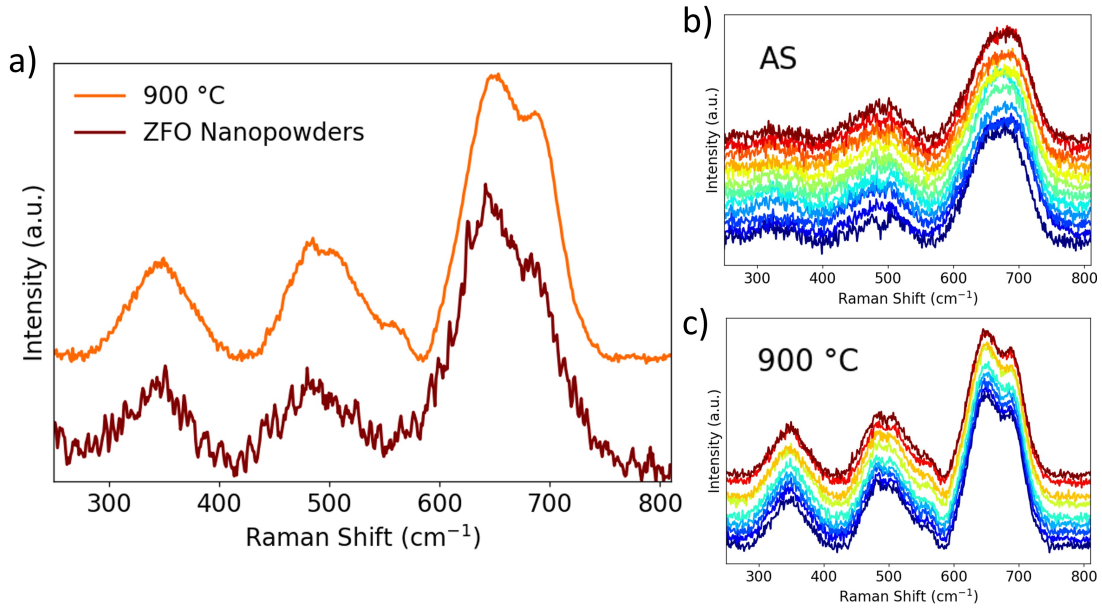 a)
900 °C
ZFO Nanopowders
Intensity (a.u.)
300 400 500 600 700 800
Raman Shift (cm⁻¹)
b)
AS
Intensity (a.u.)
300 400 500 600 700 800
Raman Shift (cm⁻¹)
c)
900 °C
Intensity (a.u.)
300 400 500 600 700 800
Raman Shift (cm⁻¹)